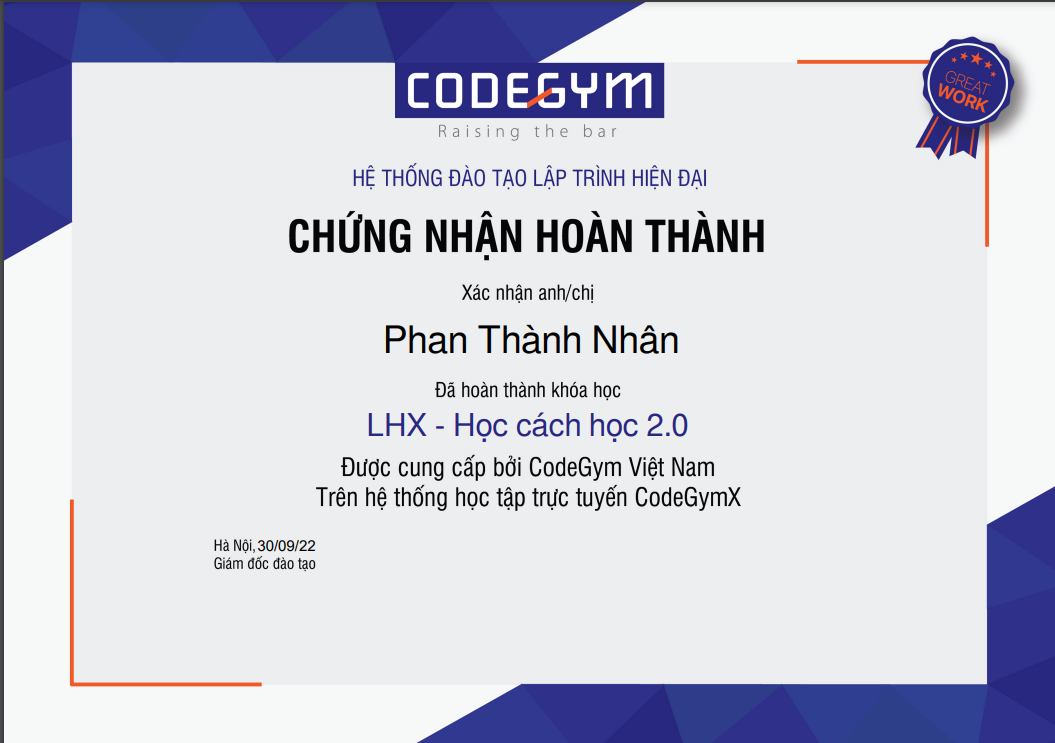 CODEGYM
Raising the bar
GREAT
WORK
HỆ THỐNG ĐÀO TẠO LẬP TRÌNH HIỆN ĐẠI
CHỨNG NHẬN HOÀN THÀNH
Xác nhận anh/chị
Phan Thành Nhân
Đã hoàn thành khóa học
LHX - Học cách học 2.0
Được cung cấp bởi CodeGym Việt Nam
Trên hệ thống học tập trực tuyến CodeGymX
Hà Nội, 30/09/22
Giám đốc đào tạo